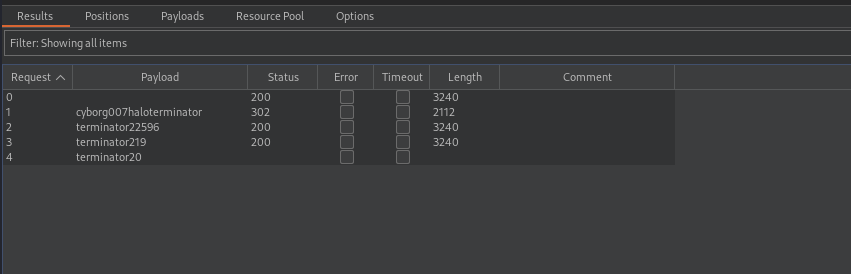 Results Positions Payloads Resource Pool Options
Filter: Showing all items
Request Payload Status Error Timeout Length Comment
0 200 3240
1 cyborg007haloterminator 302 2112
2 terminator22596 200 3240
3 terminator219 200 3240
4 terminator20